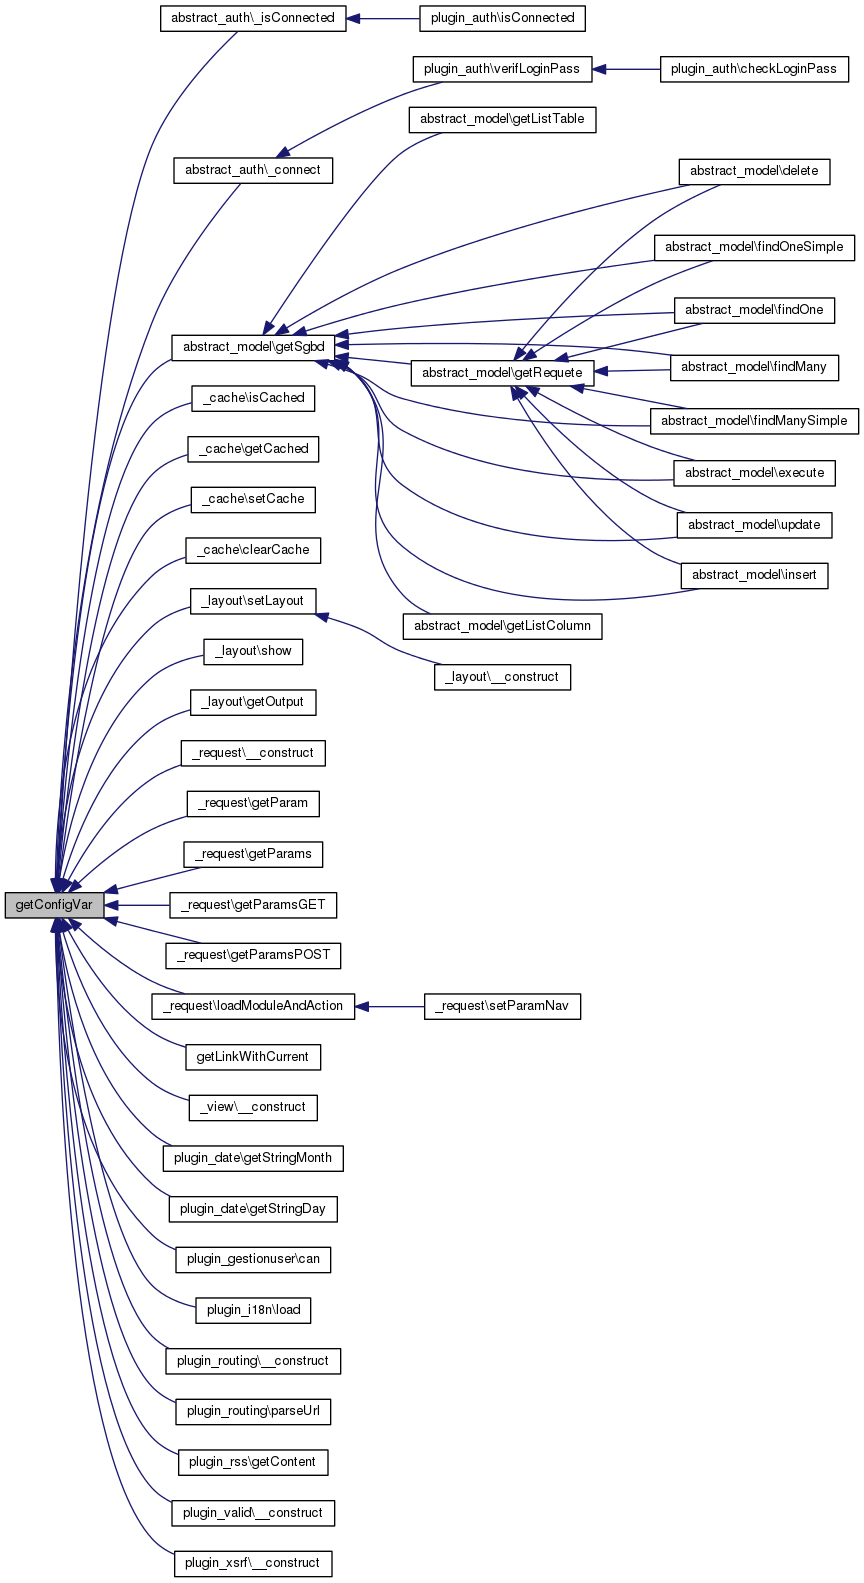 abstract_auth\_isConnected
plugin_auth\isConnected
plugin_auth\verifLoginPass
plugin_auth\checkLoginPass
abstract_model\getListTable
abstract_auth\_connect
abstract_model\delete
abstract_model\findOneSimple
abstract_model\findOne
abstract_model\getSgbd
abstract_model\findMany
abstract_model\getRequete
_cache\isCached
abstract_model\findManySimple
_cache\getCached
abstract_model\execute
_cache\setCache
abstract_model\update
_cache\clearCache
abstract_model\insert
_layout\setLayout
abstract_model\getListColumn
_layout\show
_layout\__construct
_layout\getOutput
_request\__construct
_request\getParam
_request\getParams
getConfigVar
_request\getParamsGET
_request\getParamsPOST
_request\loadModuleAndAction
_request\setParamNav
getLinkWithCurrent
_view\__construct
plugin_date\getStringMonth
plugin_date\getStringDay
plugin_gestionuser\can
plugin_i18n\load
plugin_routing\__construct
plugin_routing\parseUrl
plugin_rss\getContent
plugin_valid\__construct
plugin_xsrf\__construct